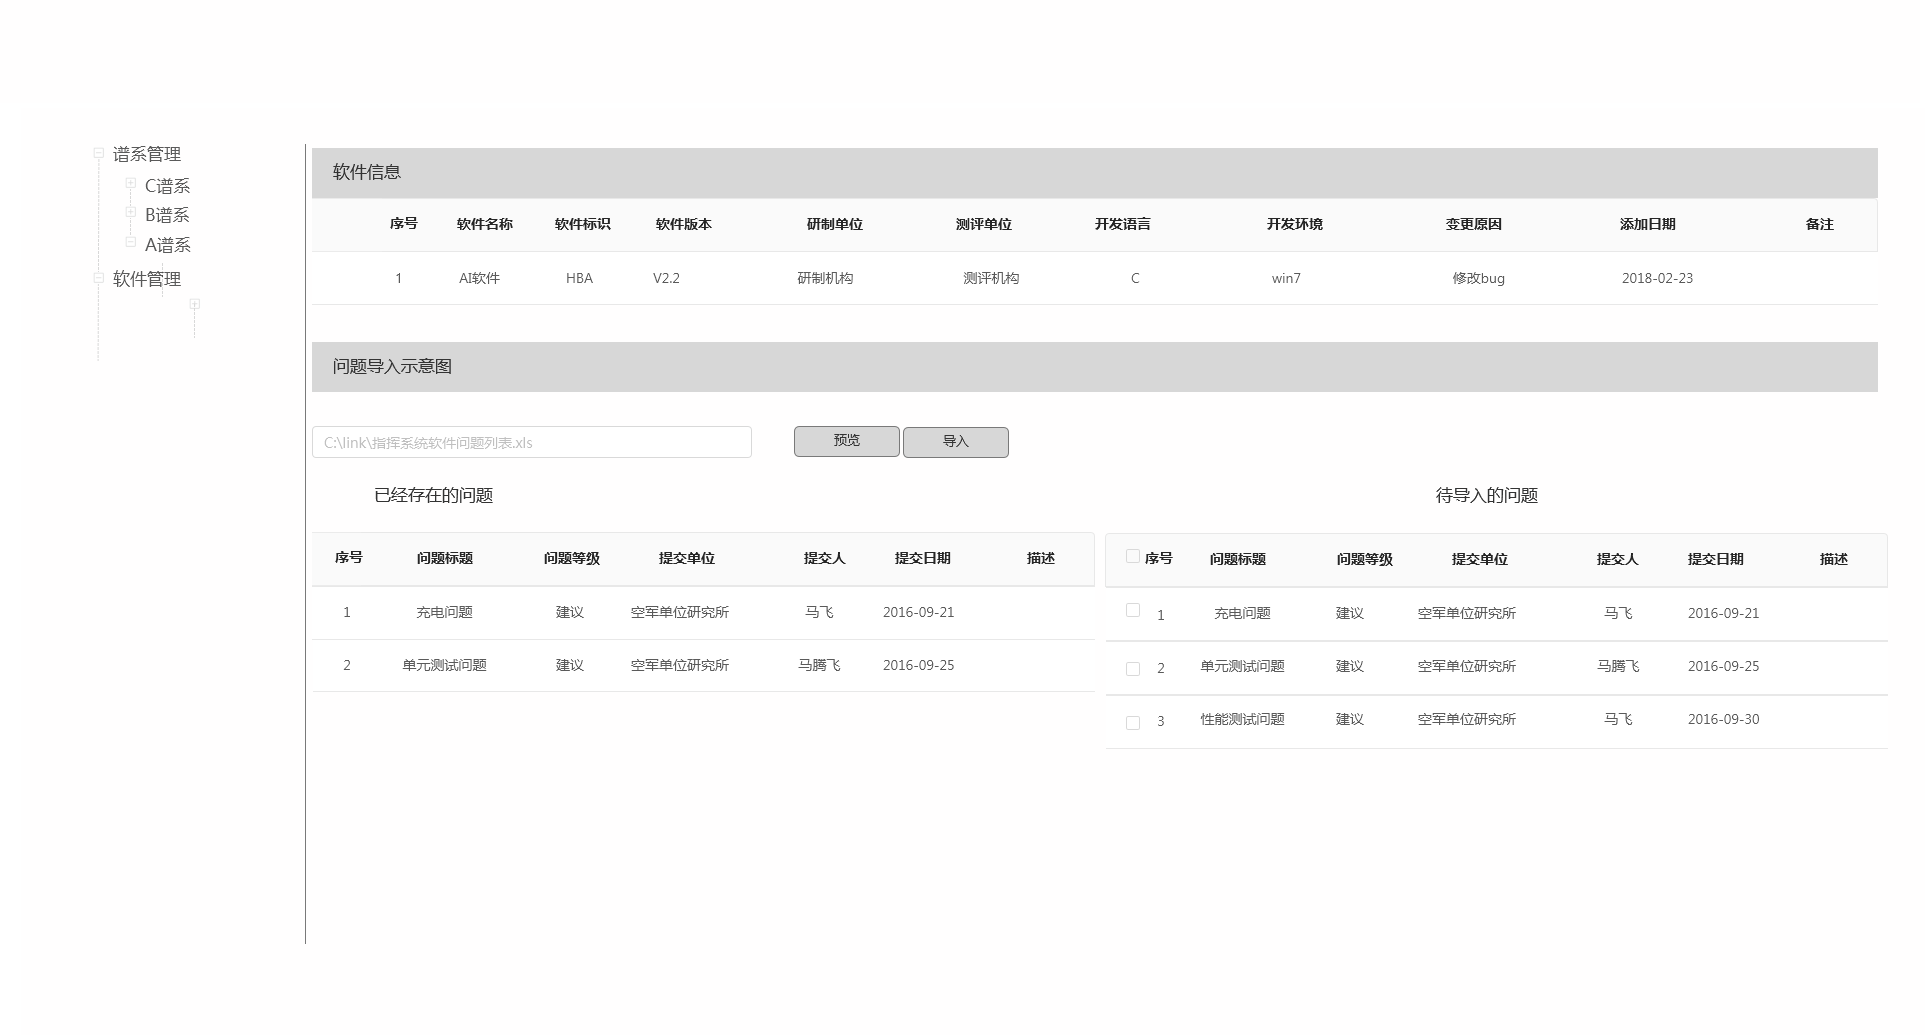 谱系管理
C谱系
B谱系
A谱系
软件管理
软件信息
序号 软件名称 软件标识 软件版本 研制单位 测评单位 开发语言 开发环境 变更原因 添加日期 备注
1 AI软件 HBA V2.2 研制机构 测评机构 C win7 修改bug 2018-02-23
问题导入示意图
C:\link\指挥系统软件问题列表.xls 预览 导入
已经存在的问题
序号 问题标题 问题等级 提交单位 提交人 提交日期 描述
1 充电问题 建议 空军单位研究所 马飞 2016-09-21
2 单元测试问题 建议 空军单位研究所 马腾飞 2016-09-25
待导入的问题
序号 问题标题 问题等级 提交单位 提交人 提交日期 描述
1 充电问题 建议 空军单位研究所 马飞 2016-09-21
2 单元测试问题 建议 空军单位研究所 马腾飞 2016-09-25
3 性能测试问题 建议 空军单位研究所 马飞 2016-09-30